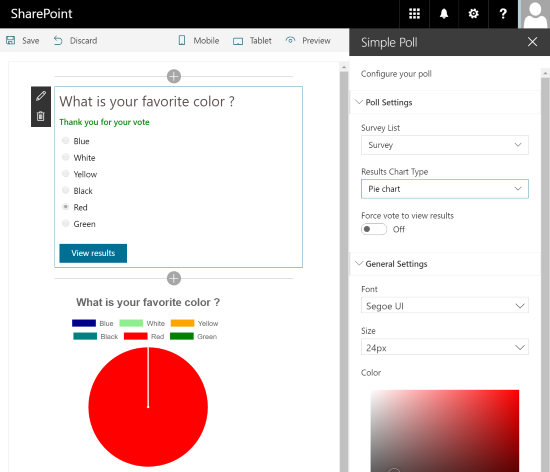 SharePoint
?
Save
Discard
Mobile
Tablet
Preview
Simple Poll
What is your favorite color ?
Thank you for your vote
Blue
White
Yellow
Black
Red
Green
View results
What is your favorite color ?
Blue White Yellow
Black Red Green
Configure your poll
Poll Settings
Survey List
Survey
Results Chart Type
Pie chart
Force vote to view results
Off
General Settings
Font
Segoe UI
Size
24px
Color